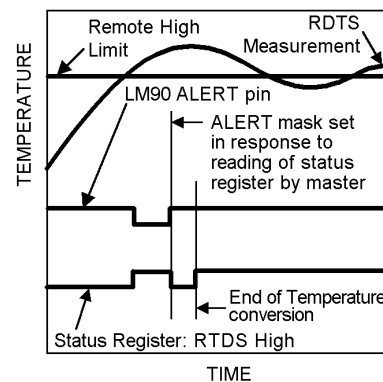 Remote High
Limit
RDTS
Measurement
LM90 ALERT pin
ALERT mask set
in response to
reading of status
register by master
End of Temperature
conversion
Status Register: RTDS High
TIME
TEMPERATURE